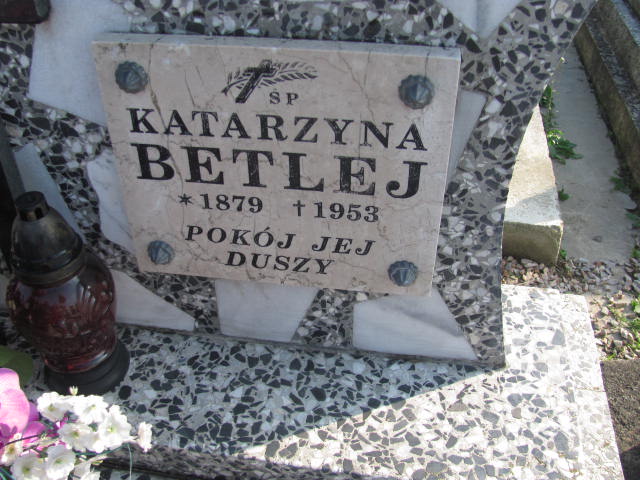 ŚP
KATARZYNA
BETLEJ
* 1879 † 1953
POKÓJ JEJ
DUSZY